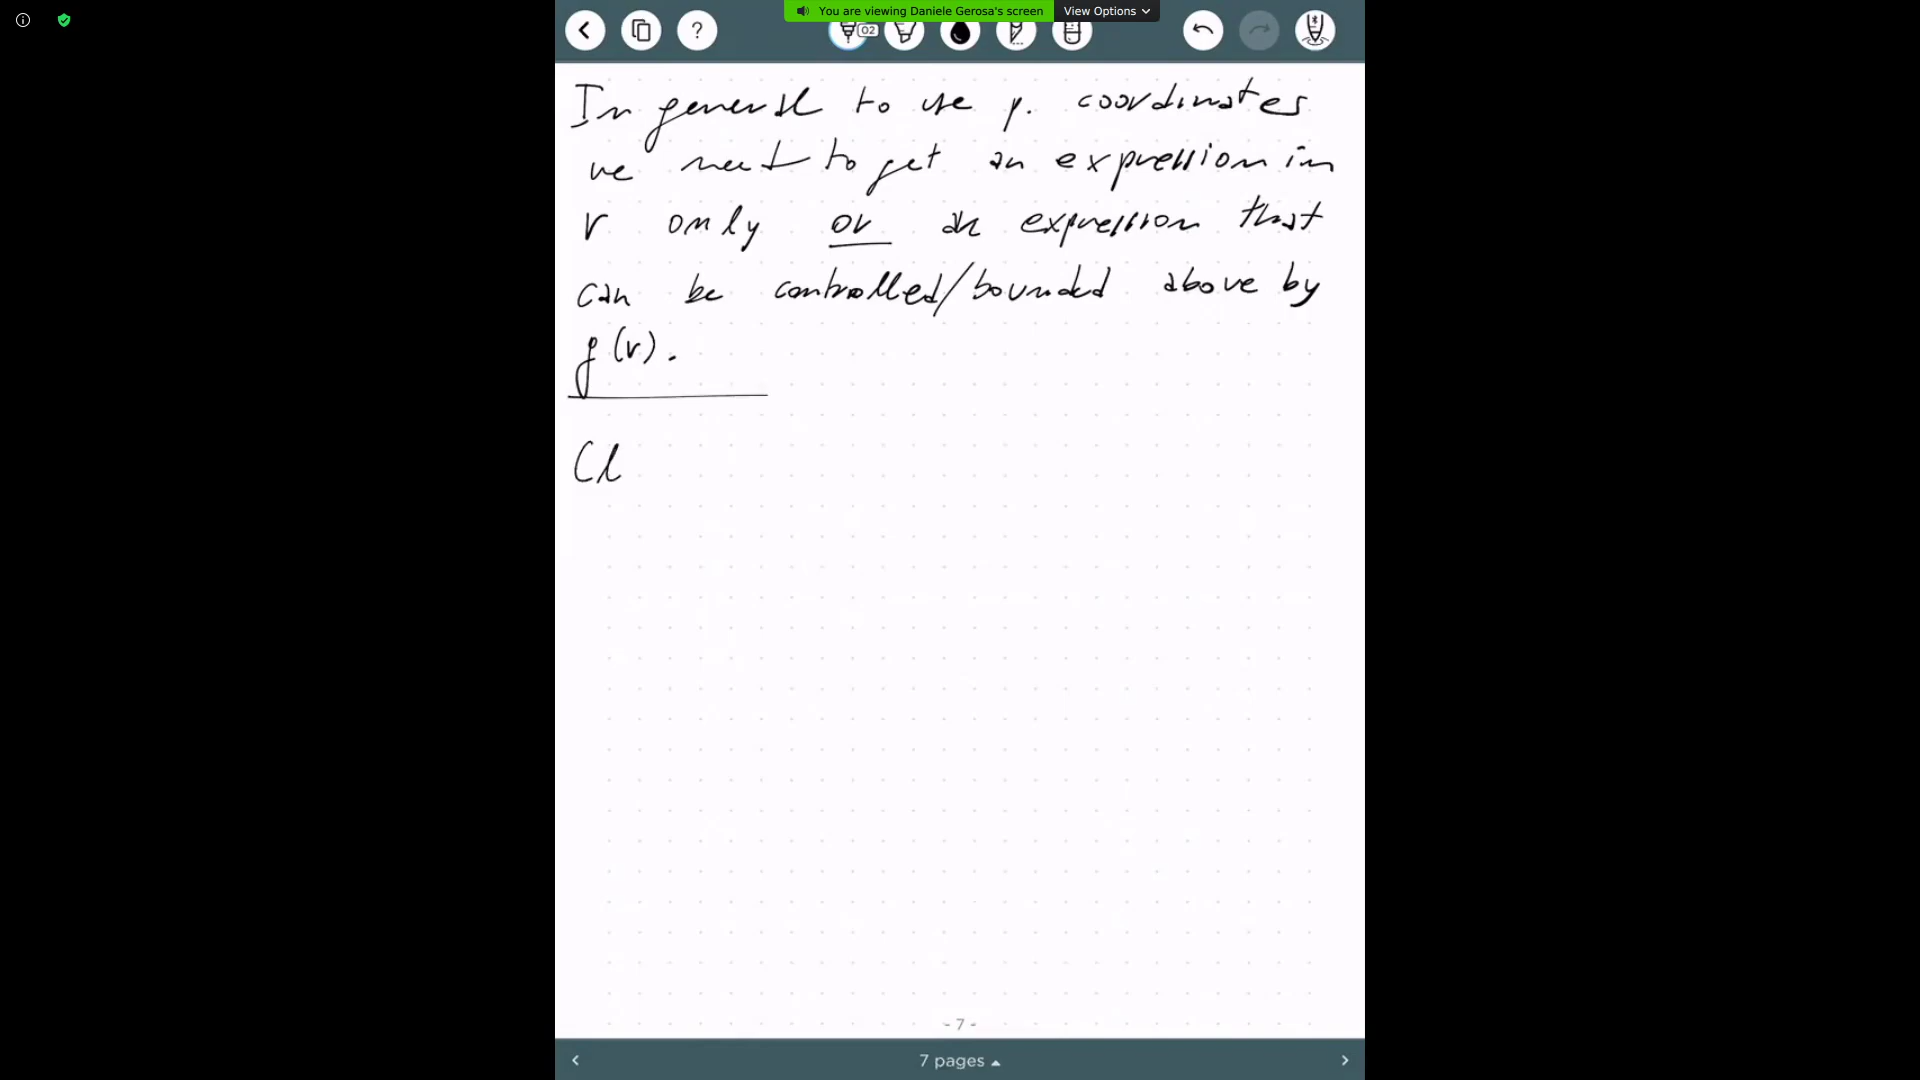 You are viewing Daniele Gerosa's screen
View Options
?
02
In general to use p. coordinates
we need to get an expression in
r only or an expression that
can be controlled/bounded above by
g(r).
Cl
- 7 -
7 pages